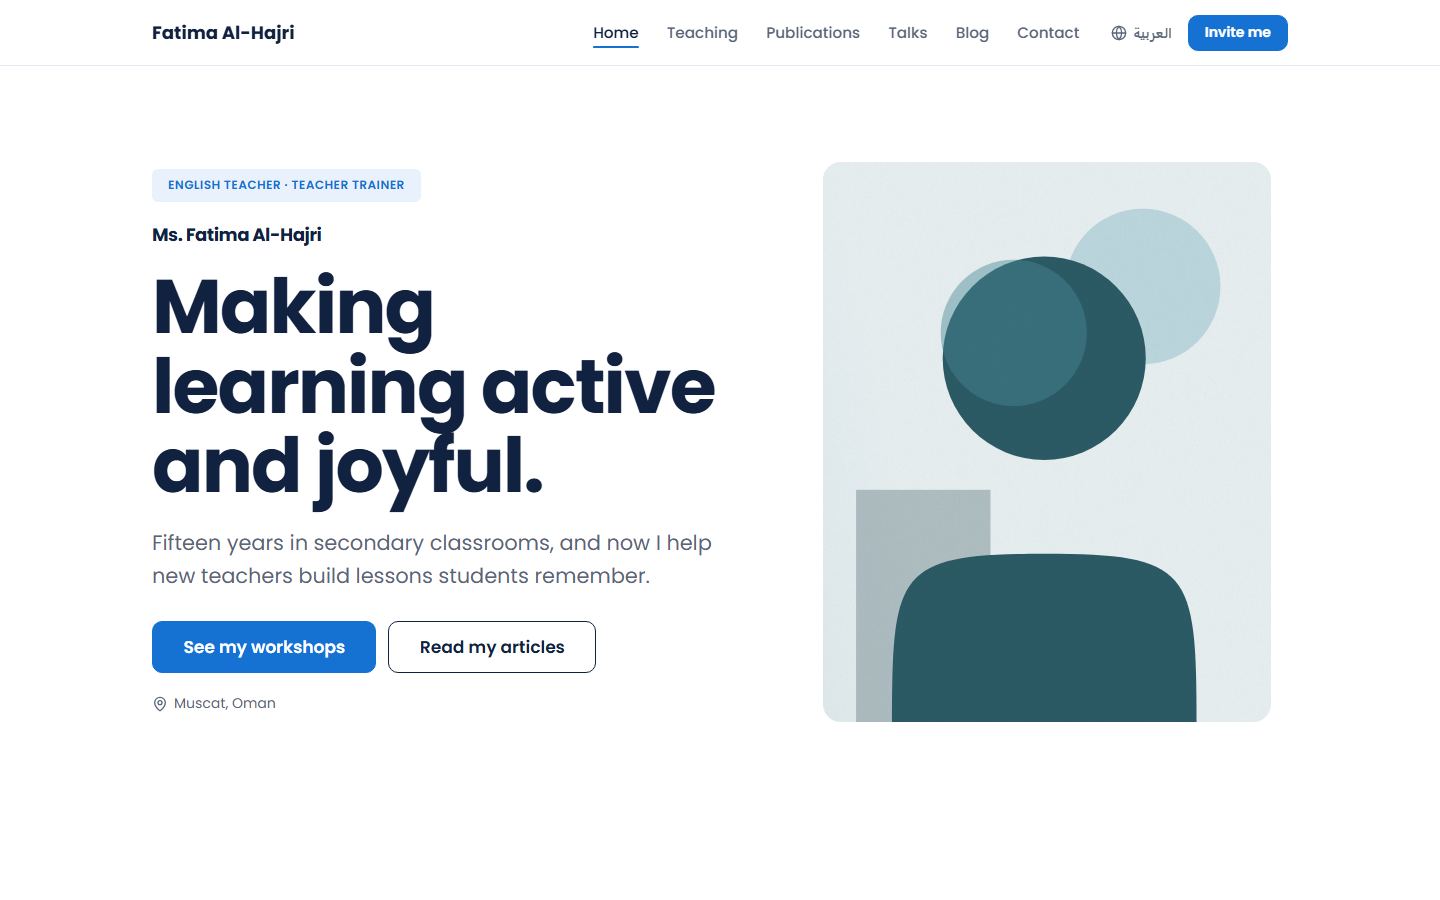 Fatima Al-Hajri
Home
Teaching
Publications
Talks
Blog
Contact
العربية
Invite me
ENGLISH TEACHER · TEACHER TRAINER
Ms. Fatima Al-Hajri
Making
learning active
and joyful.
Fifteen years in secondary classrooms, and now I help
new teachers build lessons students remember.
See my workshops
Read my articles
Muscat, Oman